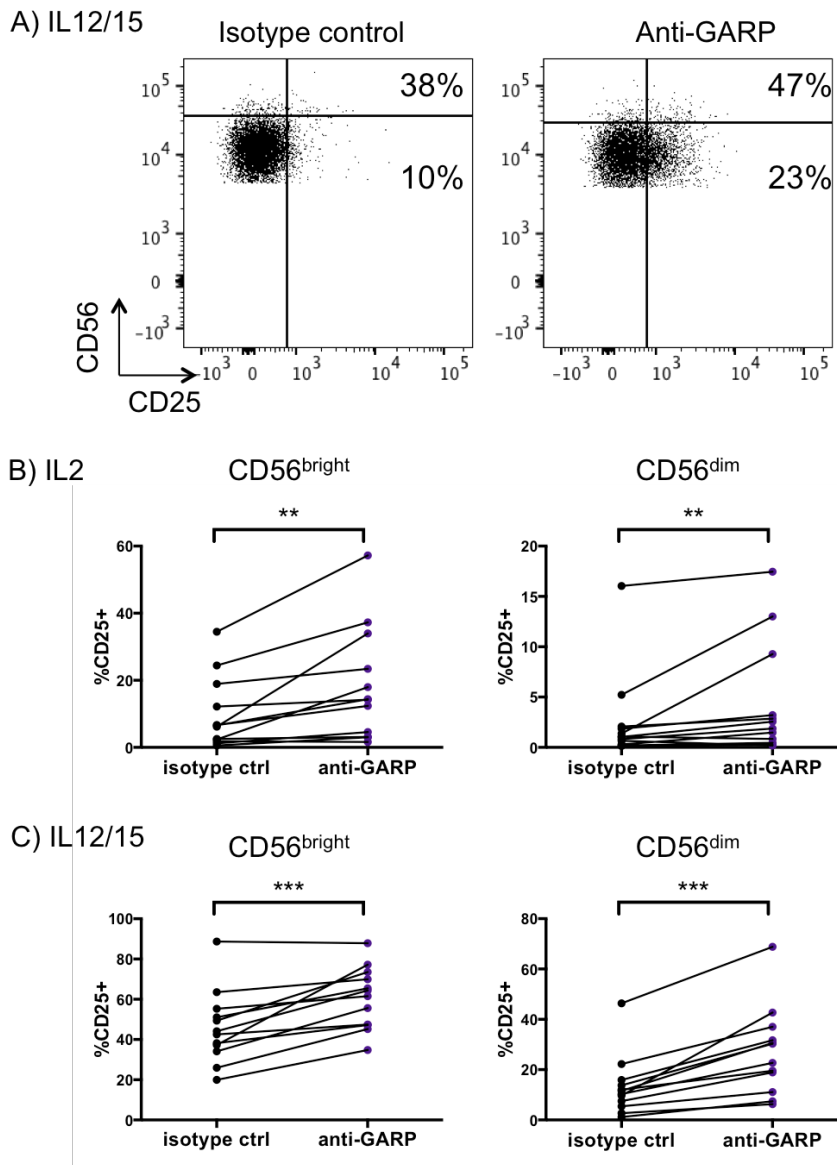 A) IL12/15
Isotype control
Anti-GARP
10⁵
10⁴
10³
0
-10³
38%
10%
10⁵
10⁴
10³
0
-10³
47%
23%
CD56
-10³ 0 10³ 10⁴ 10⁵
-10³ 0 10³ 10⁴ 10⁵
CD25
B) IL2
CD56bright
CD56dim
**
**
%CD25+
60
40
20
0
isotype ctrl anti-GARP
%CD25+
20
15
10
5
0
isotype ctrl anti-GARP
C) IL12/15
CD56bright
CD56dim
***
***
%CD25+
100
80
60
40
20
0
isotype ctrl anti-GARP
%CD25+
80
60
40
20
0
isotype ctrl anti-GARP